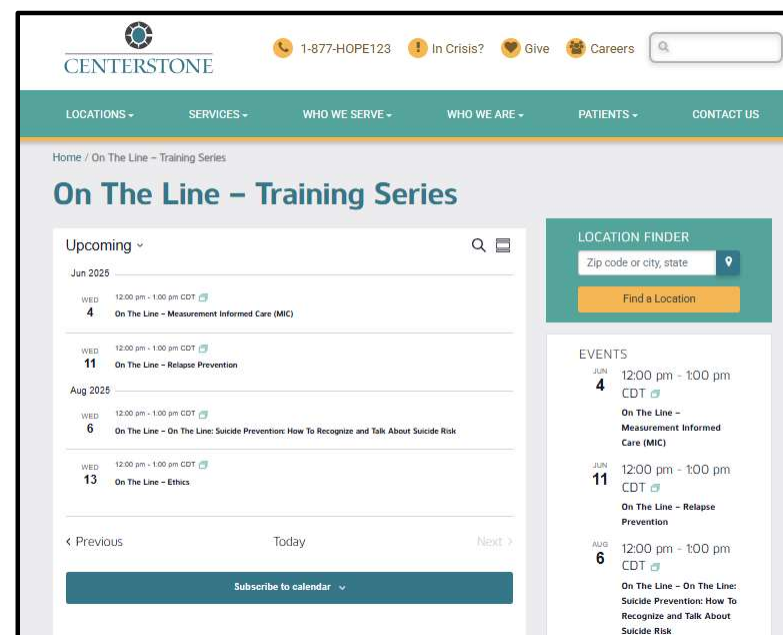 CENTERSTONE
1-877-HOPE123 In Crisis? Give Careers
LOCATIONS SERVICES WHO WE SERVE WHO WE ARE PATIENTS CONTACT US
Home / On The Line – Training Series
On The Line – Training Series
Upcoming
Jun 2025
WED
4
12:00 pm - 1:00 pm CDT
On The Line – Measurement Informed Care (MIC)
WED
11
12:00 pm - 1:00 pm CDT
On The Line – Relapse Prevention
Aug 2025
WED
6
12:00 pm - 1:00 pm CDT
On The Line – On The Line: Suicide Prevention: How To Recognize and Talk About Suicide Risk
WED
13
12:00 pm - 1:00 pm CDT
On The Line – Ethics
Previous Today Next
Subscribe to calendar
LOCATION FINDER
Zip code or city, state
Find a Location
EVENTS
JUN
4
12:00 pm - 1:00 pm
CDT
On The Line –
Measurement Informed
Care (MIC)
JUN
11
12:00 pm - 1:00 pm
CDT
On The Line – Relapse
Prevention
AUG
6
12:00 pm - 1:00 pm
CDT
On The Line – On The Line:
Suicide Prevention: How To
Recognize and Talk About
Suicide Risk